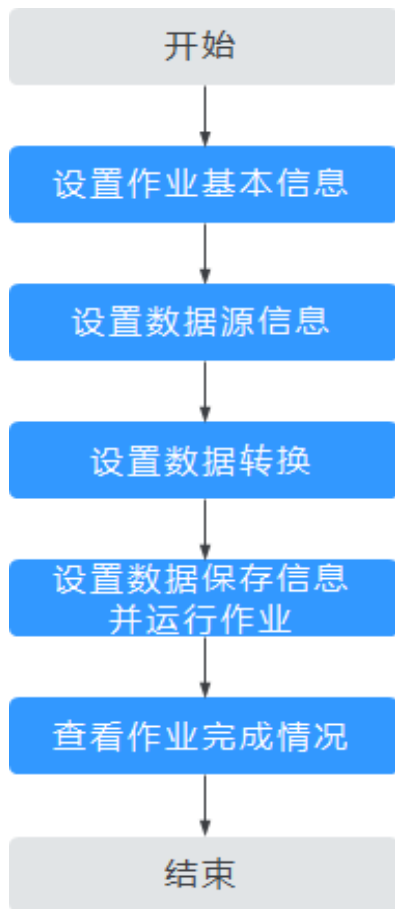 开始
设置作业基本信息
设置数据源信息
设置数据转换
设置数据保存信息
并运行作业
查看作业完成情况
结束